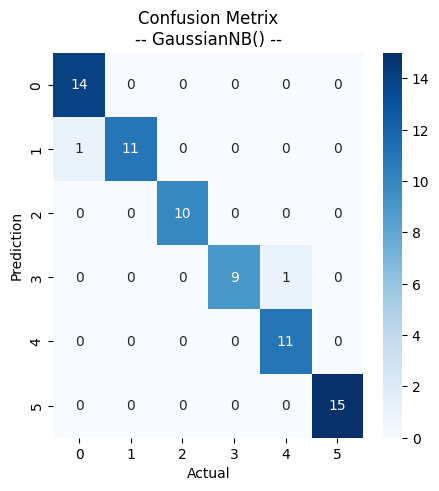 Confusion Metrix
-- GaussianNB() --
0 14 0 0 0 0 0
1 1 11 0 0 0 0
2 0 0 10 0 0 0
3 0 0 0 9 1 0
4 0 0 0 0 11 0
5 0 0 0 0 0 15
0 1 2 3 4 5
Prediction
Actual
14
12
10
8
6
4
2
0